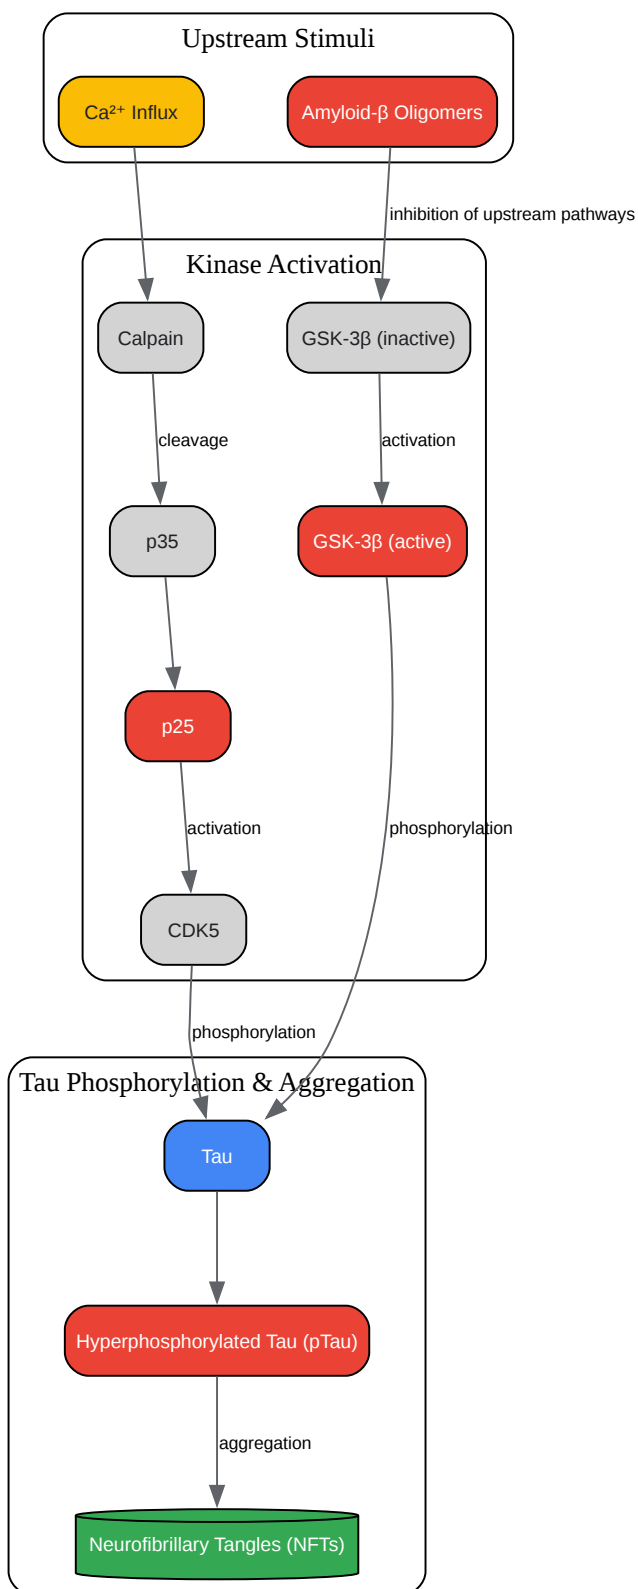 Upstream Stimuli
Ca²⁺ Influx
Amyloid-β Oligomers
inhibition of upstream pathways
Kinase Activation
Calpain
GSK-3β (inactive)
cleavage
activation
p35
GSK-3β (active)
p25
activation
phosphorylation
CDK5
phosphorylation
Tau Phosphorylation & Aggregation
Tau
Hyperphosphorylated Tau (pTau)
aggregation
Neurofibrillary Tangles (NFTs)